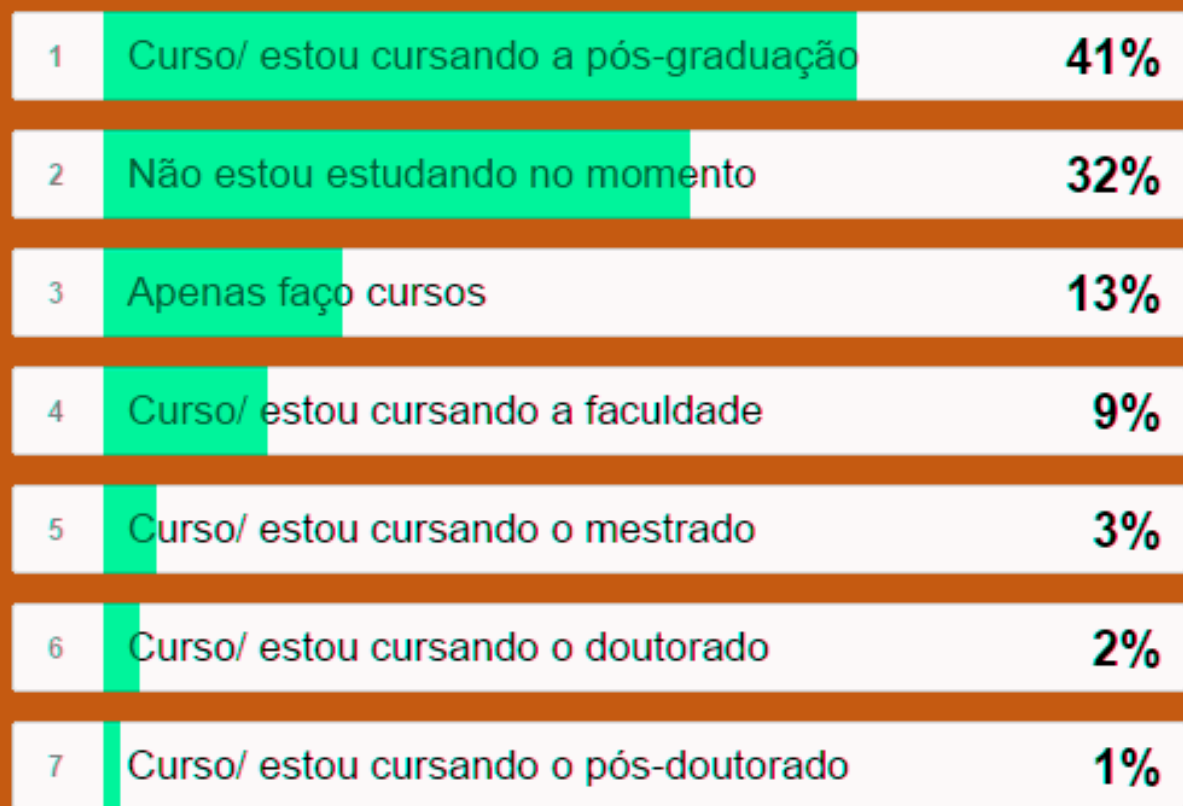 1 Curso/ estou cursando a pós-graduação 41%
2 Não estou estudando no momento 32%
3 Apenas faço cursos 13%
4 Curso/ estou cursando a faculdade 9%
5 Curso/ estou cursando o mestrado 3%
6 Curso/ estou cursando o doutorado 2%
7 Curso/ estou cursando o pós-doutorado 1%